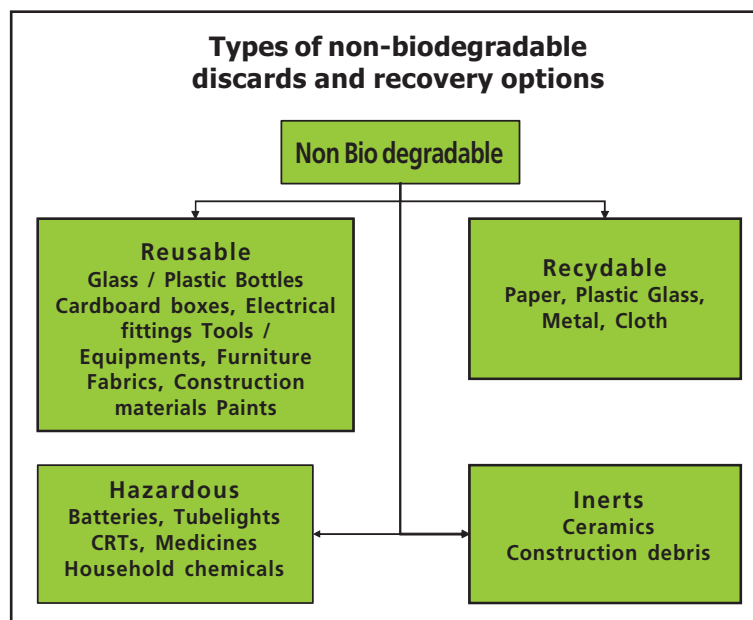 Types of non-biodegradable
discards and recovery options
Non Bio degradable
Reusable
Glass / Plastic Bottles
Cardboard boxes, Electrical
fittings Tools /
Equipments, Furniture
Fabrics, Construction
materials Paints
Recydable
Paper, Plastic Glass,
Metal, Cloth
Hazardous
Batteries, Tubelights
CRTs, Medicines
Household chemicals
Inerts
Ceramics
Construction debris